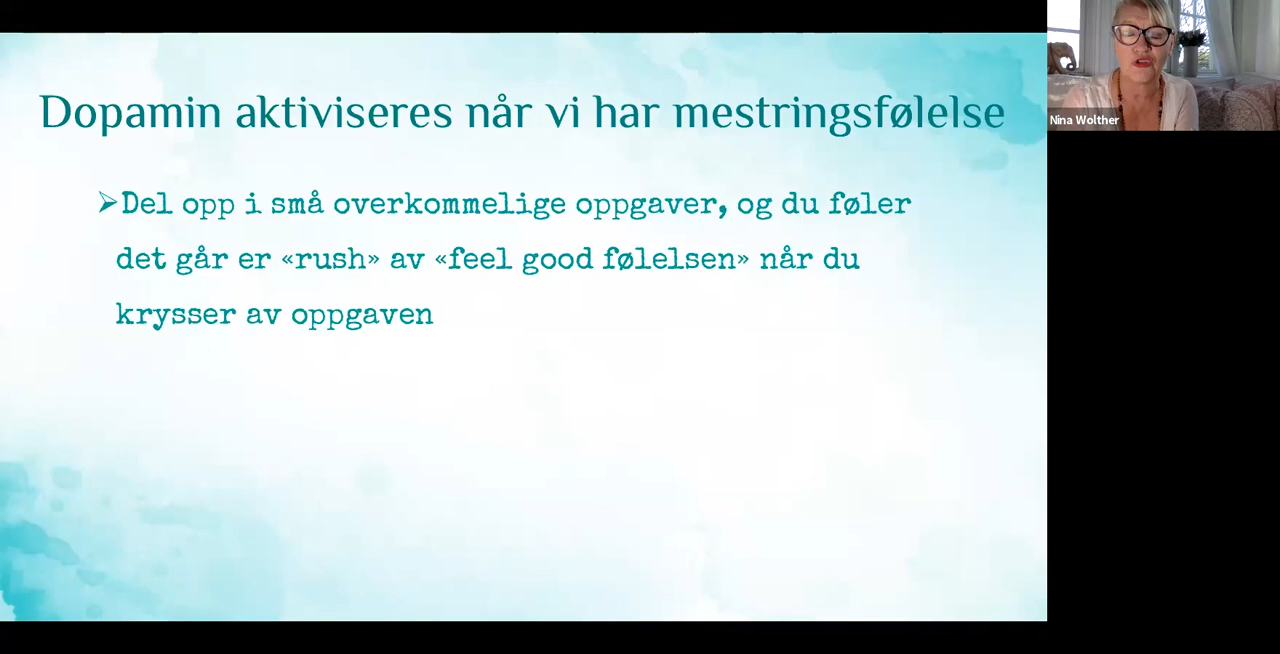 Dopamin aktiviseres når vi har mestringsfølelse
➢Del opp i små overkommelige oppgaver, og du føler
det går er «rush» av «feel good følelsen» når du
krysser av oppgaven
Nina Wolther